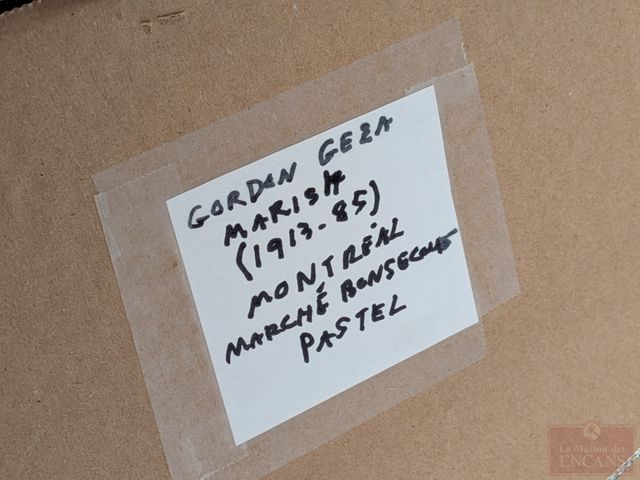 GORDON GEZA
MARISH
(1913-85)
MONTRÉAL
MARCHÉ BONSECOURS
PASTEL
La Maison des
ENCANS